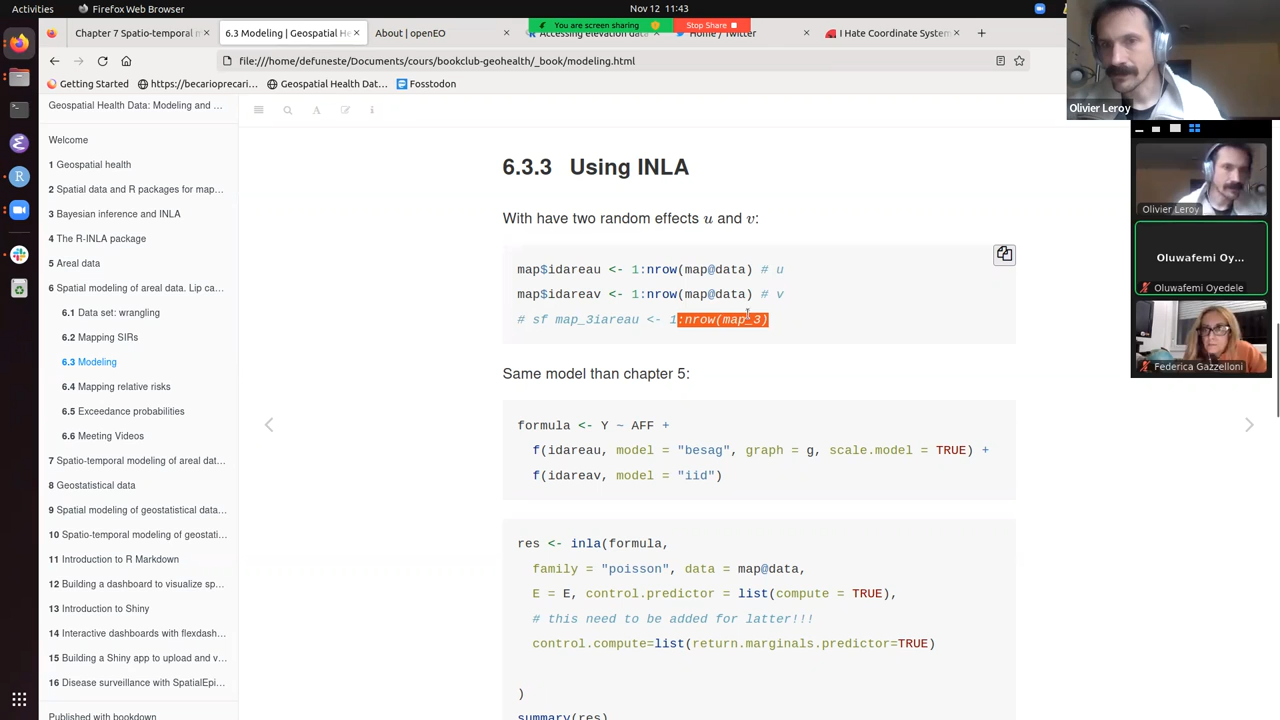 Activities
Firefox Web Browser
Nov 12 11:43
You are screen sharing
Stop Share
Chapter 7 Spatio-temporal m
6.3 Modeling | Geospatial He
About | openEO
Accessing elevation data
Home / Twitter
I Hate Coordinate System
file:///home/defuneste/Documents/cours/bookclub-geohealth/_book/modeling.html
Getting Started
https://becarioprecari...
Geospatial Health Dat...
Fosstodon
Olivier Leroy
Geospatial Health Data: Modeling and ...
Welcome
1 Geospatial health
2 Spatial data and R packages for map...
3 Bayesian inference and INLA
4 The R-INLA package
5 Areal data
6 Spatial modeling of areal data. Lip ca...
6.1 Data set: wrangling
6.2 Mapping SIRs
6.3 Modeling
6.4 Mapping relative risks
6.5 Exceedance probabilities
6.6 Meeting Videos
7 Spatio-temporal modeling of areal dat...
8 Geostatistical data
9 Spatial modeling of geostatistical data...
10 Spatio-temporal modeling of geostati...
11 Introduction to R Markdown
12 Building a dashboard to visualize sp...
13 Introduction to Shiny
14 Interactive dashboards with flexdash...
15 Building a Shiny app to upload and v...
16 Disease surveillance with SpatialEpi...
Published with bookdown
6.3.3 Using INLA
With have two random effects u and v:
map$idareau <- 1:nrow(map@data) # u
map$idareav <- 1:nrow(map@data) # v
# sf map_3iareau <- 1:nrow(map_3)
Same model than chapter 5:
formula <- Y ~ AFF +
f(idareau, model = "besag", graph = g, scale.model = TRUE) +
f(idareav, model = "iid")
res <- inla(formula,
family = "poisson", data = map@data,
E = E, control.predictor = list(compute = TRUE),
# this need to be added for latter!!!
control.compute=list(return.marginals.predictor=TRUE)
)
summary(res)
Olivier Leroy
Oluwafemi Oy...
Oluwafemi Oyedele
Federica Gazzelloni